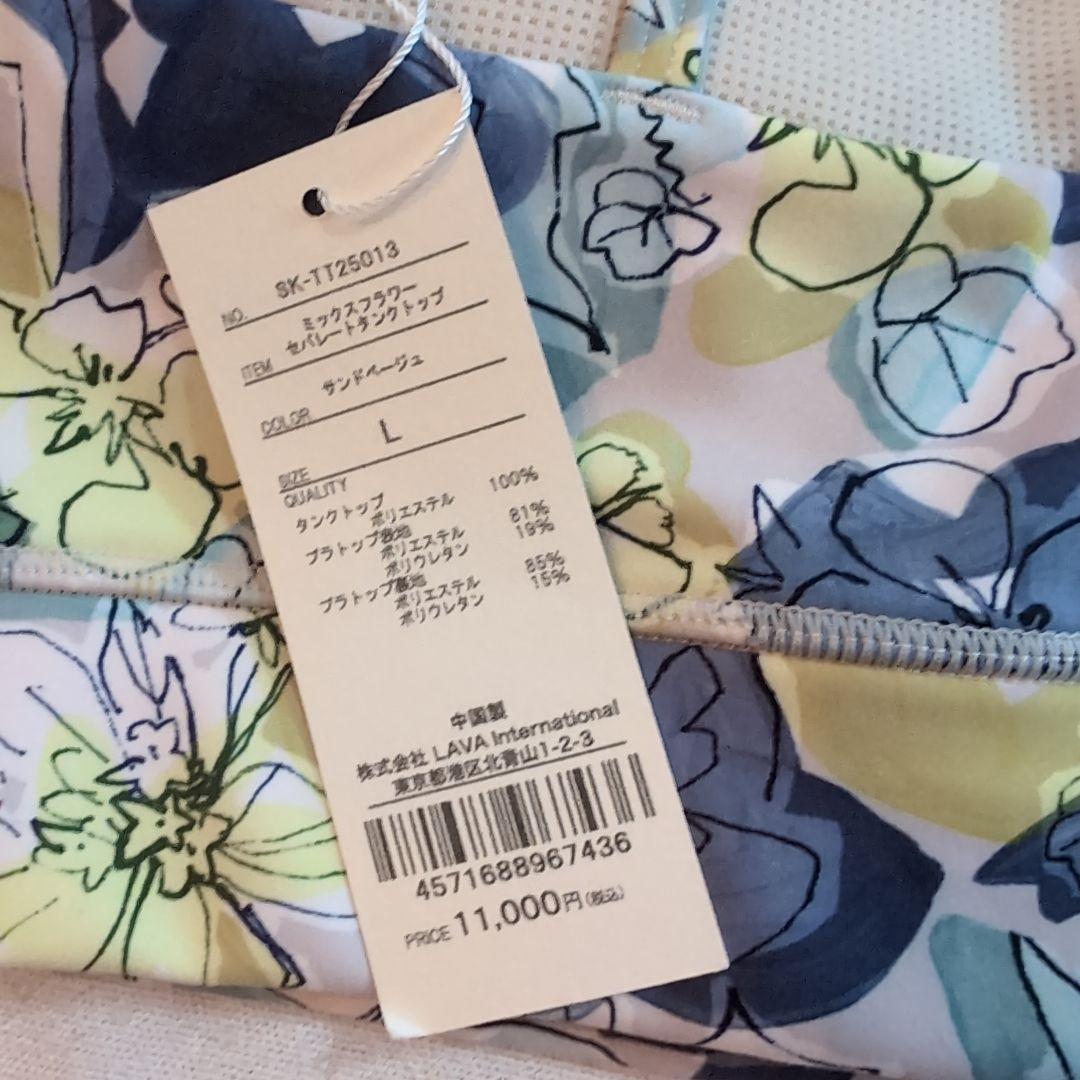 NO. SK-TT25013
ミックスフラワー
ITEM セパレートタンクトップ
COLOR サンドベージュ
SIZE L
QUALITY
タンクトップ
ポリエステル 100%
ブラトップ表地
ポリエステル 81%
ポリウレタン 19%
ブラトップ裏地
ポリエステル 85%
ポリウレタン 15%
中国製
株式会社 LAVA International
東京都港区北青山1-2-3
4571688967436
PRICE 11,000円(税込)